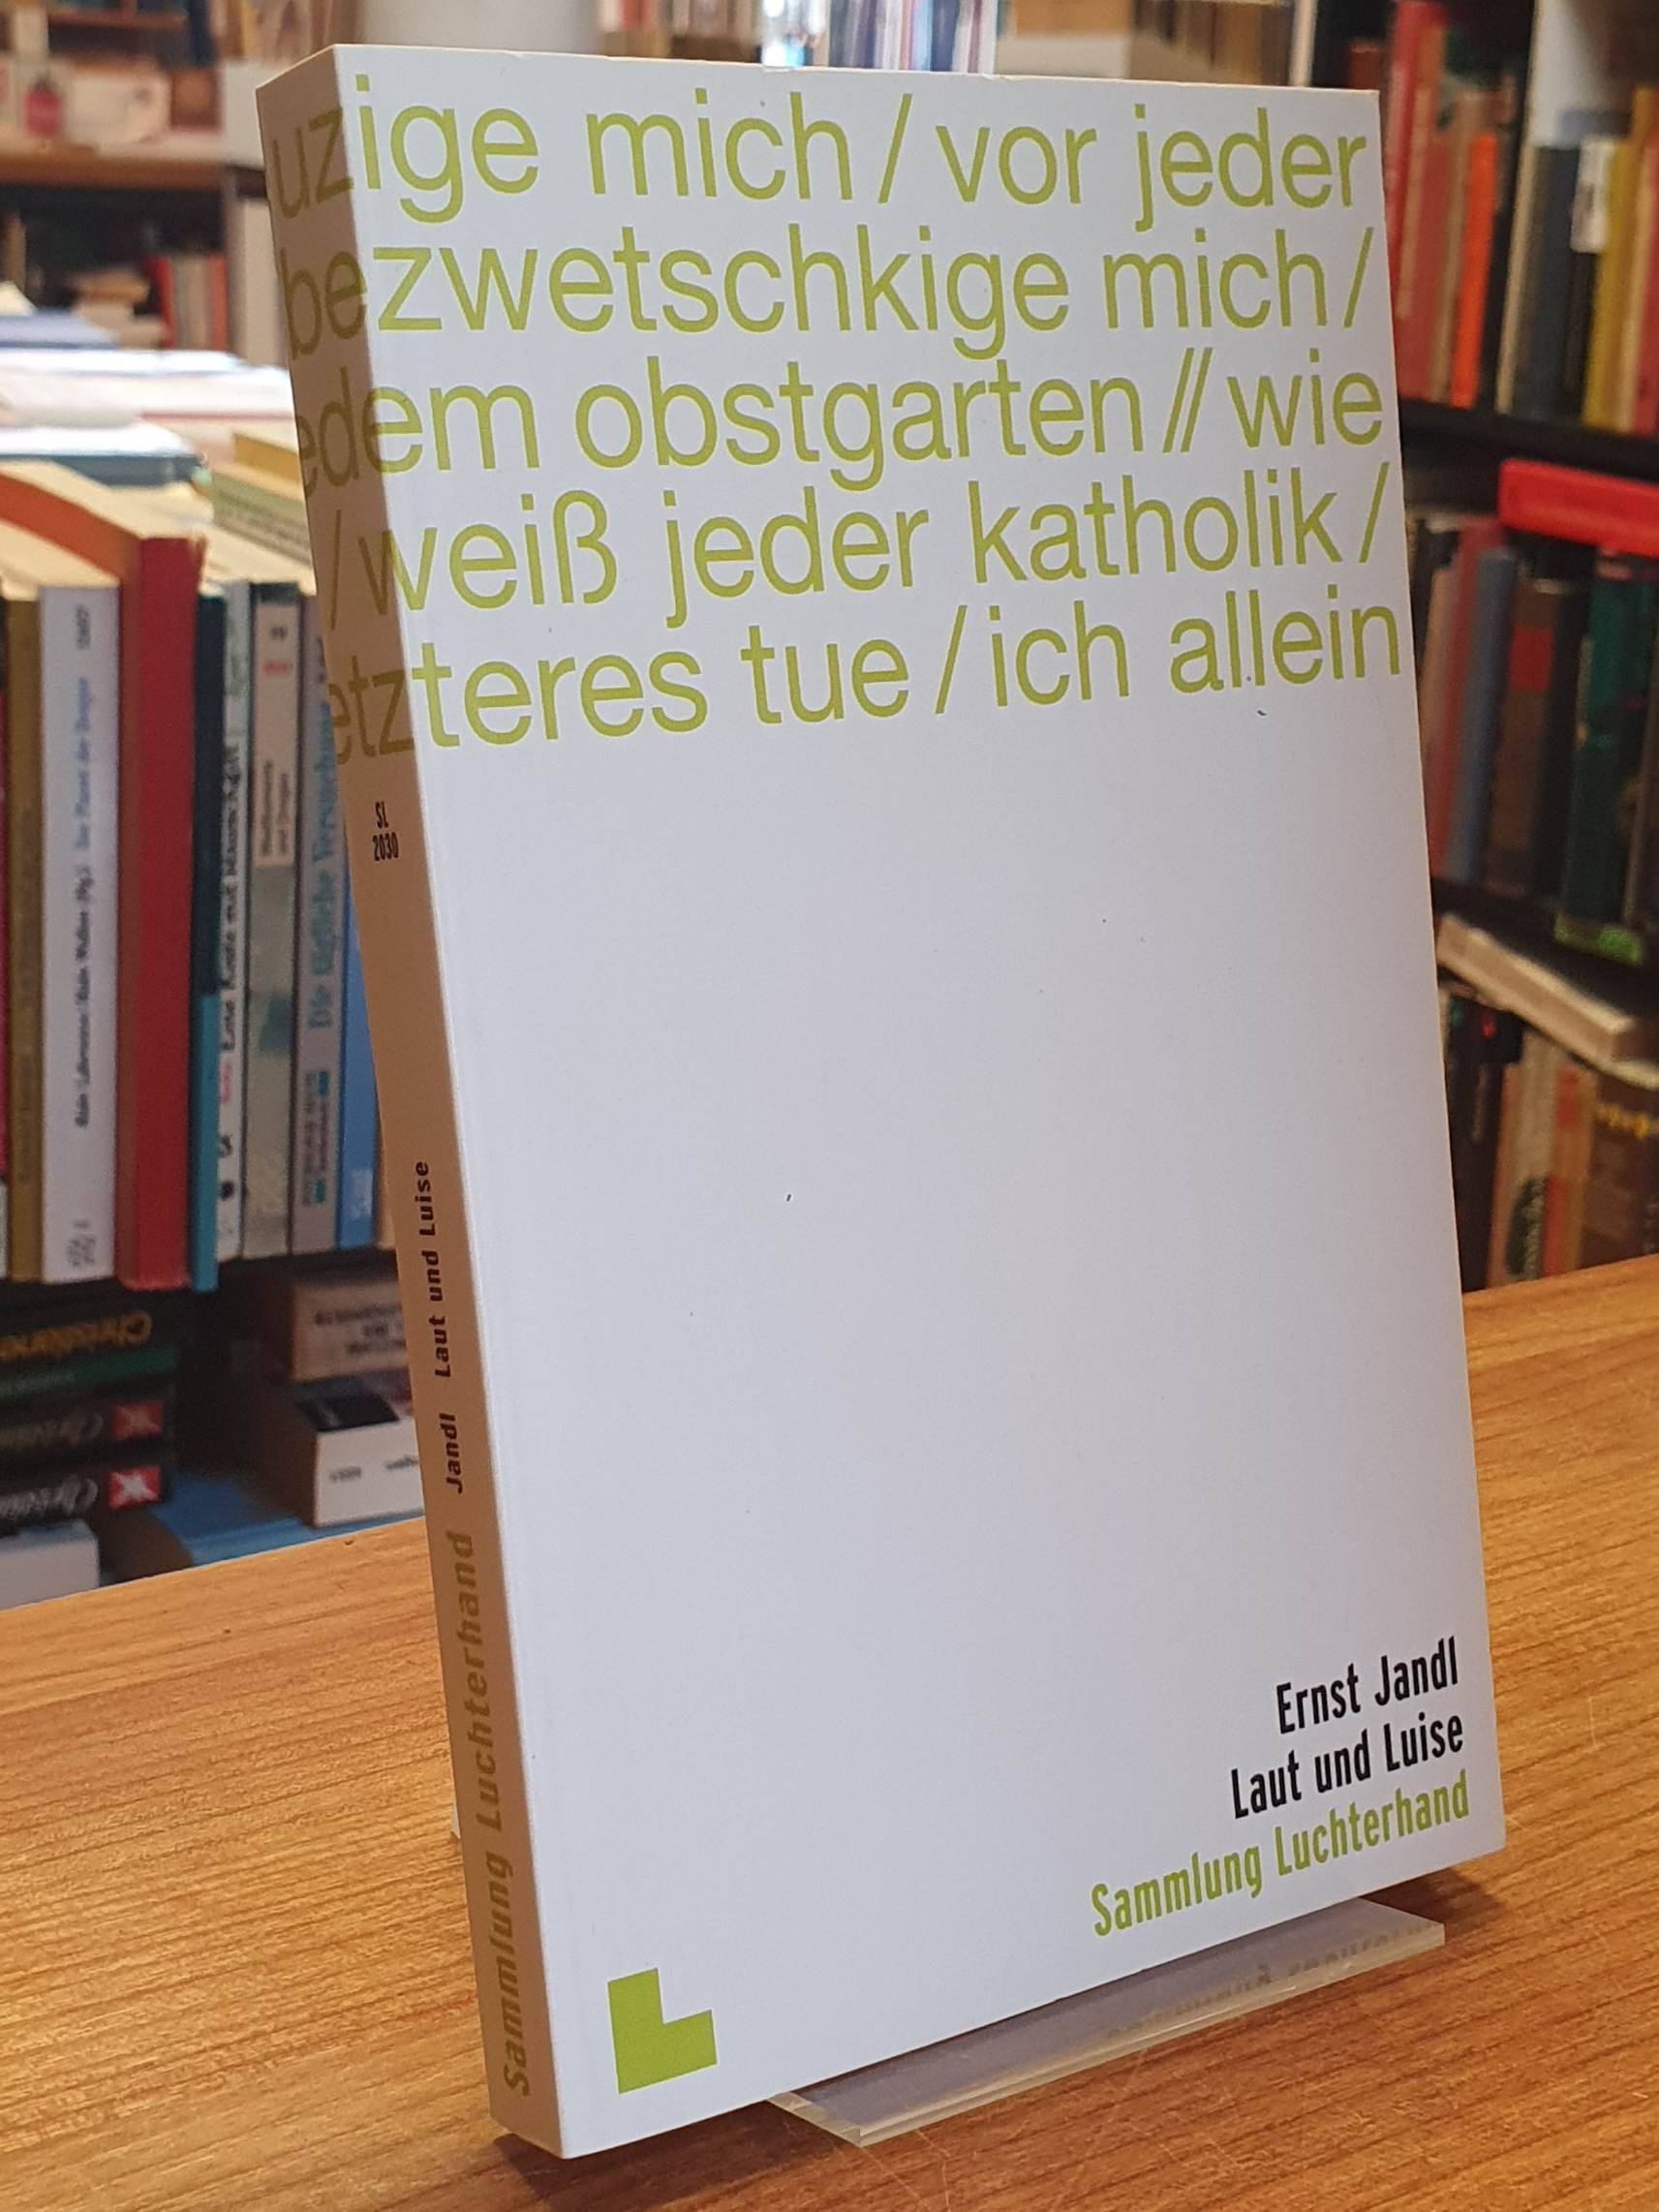 uzige mich / vor jeder
bezwetschkige mich /
edem obstgarten // wie
/ weiß jeder katholik /
etzteres tue / ich allein
SL
2030
Sammlung Luchterhand Jandl Laut und Luise
Ernst Jandl
Laut und Luise
Sammlung Luchterhand